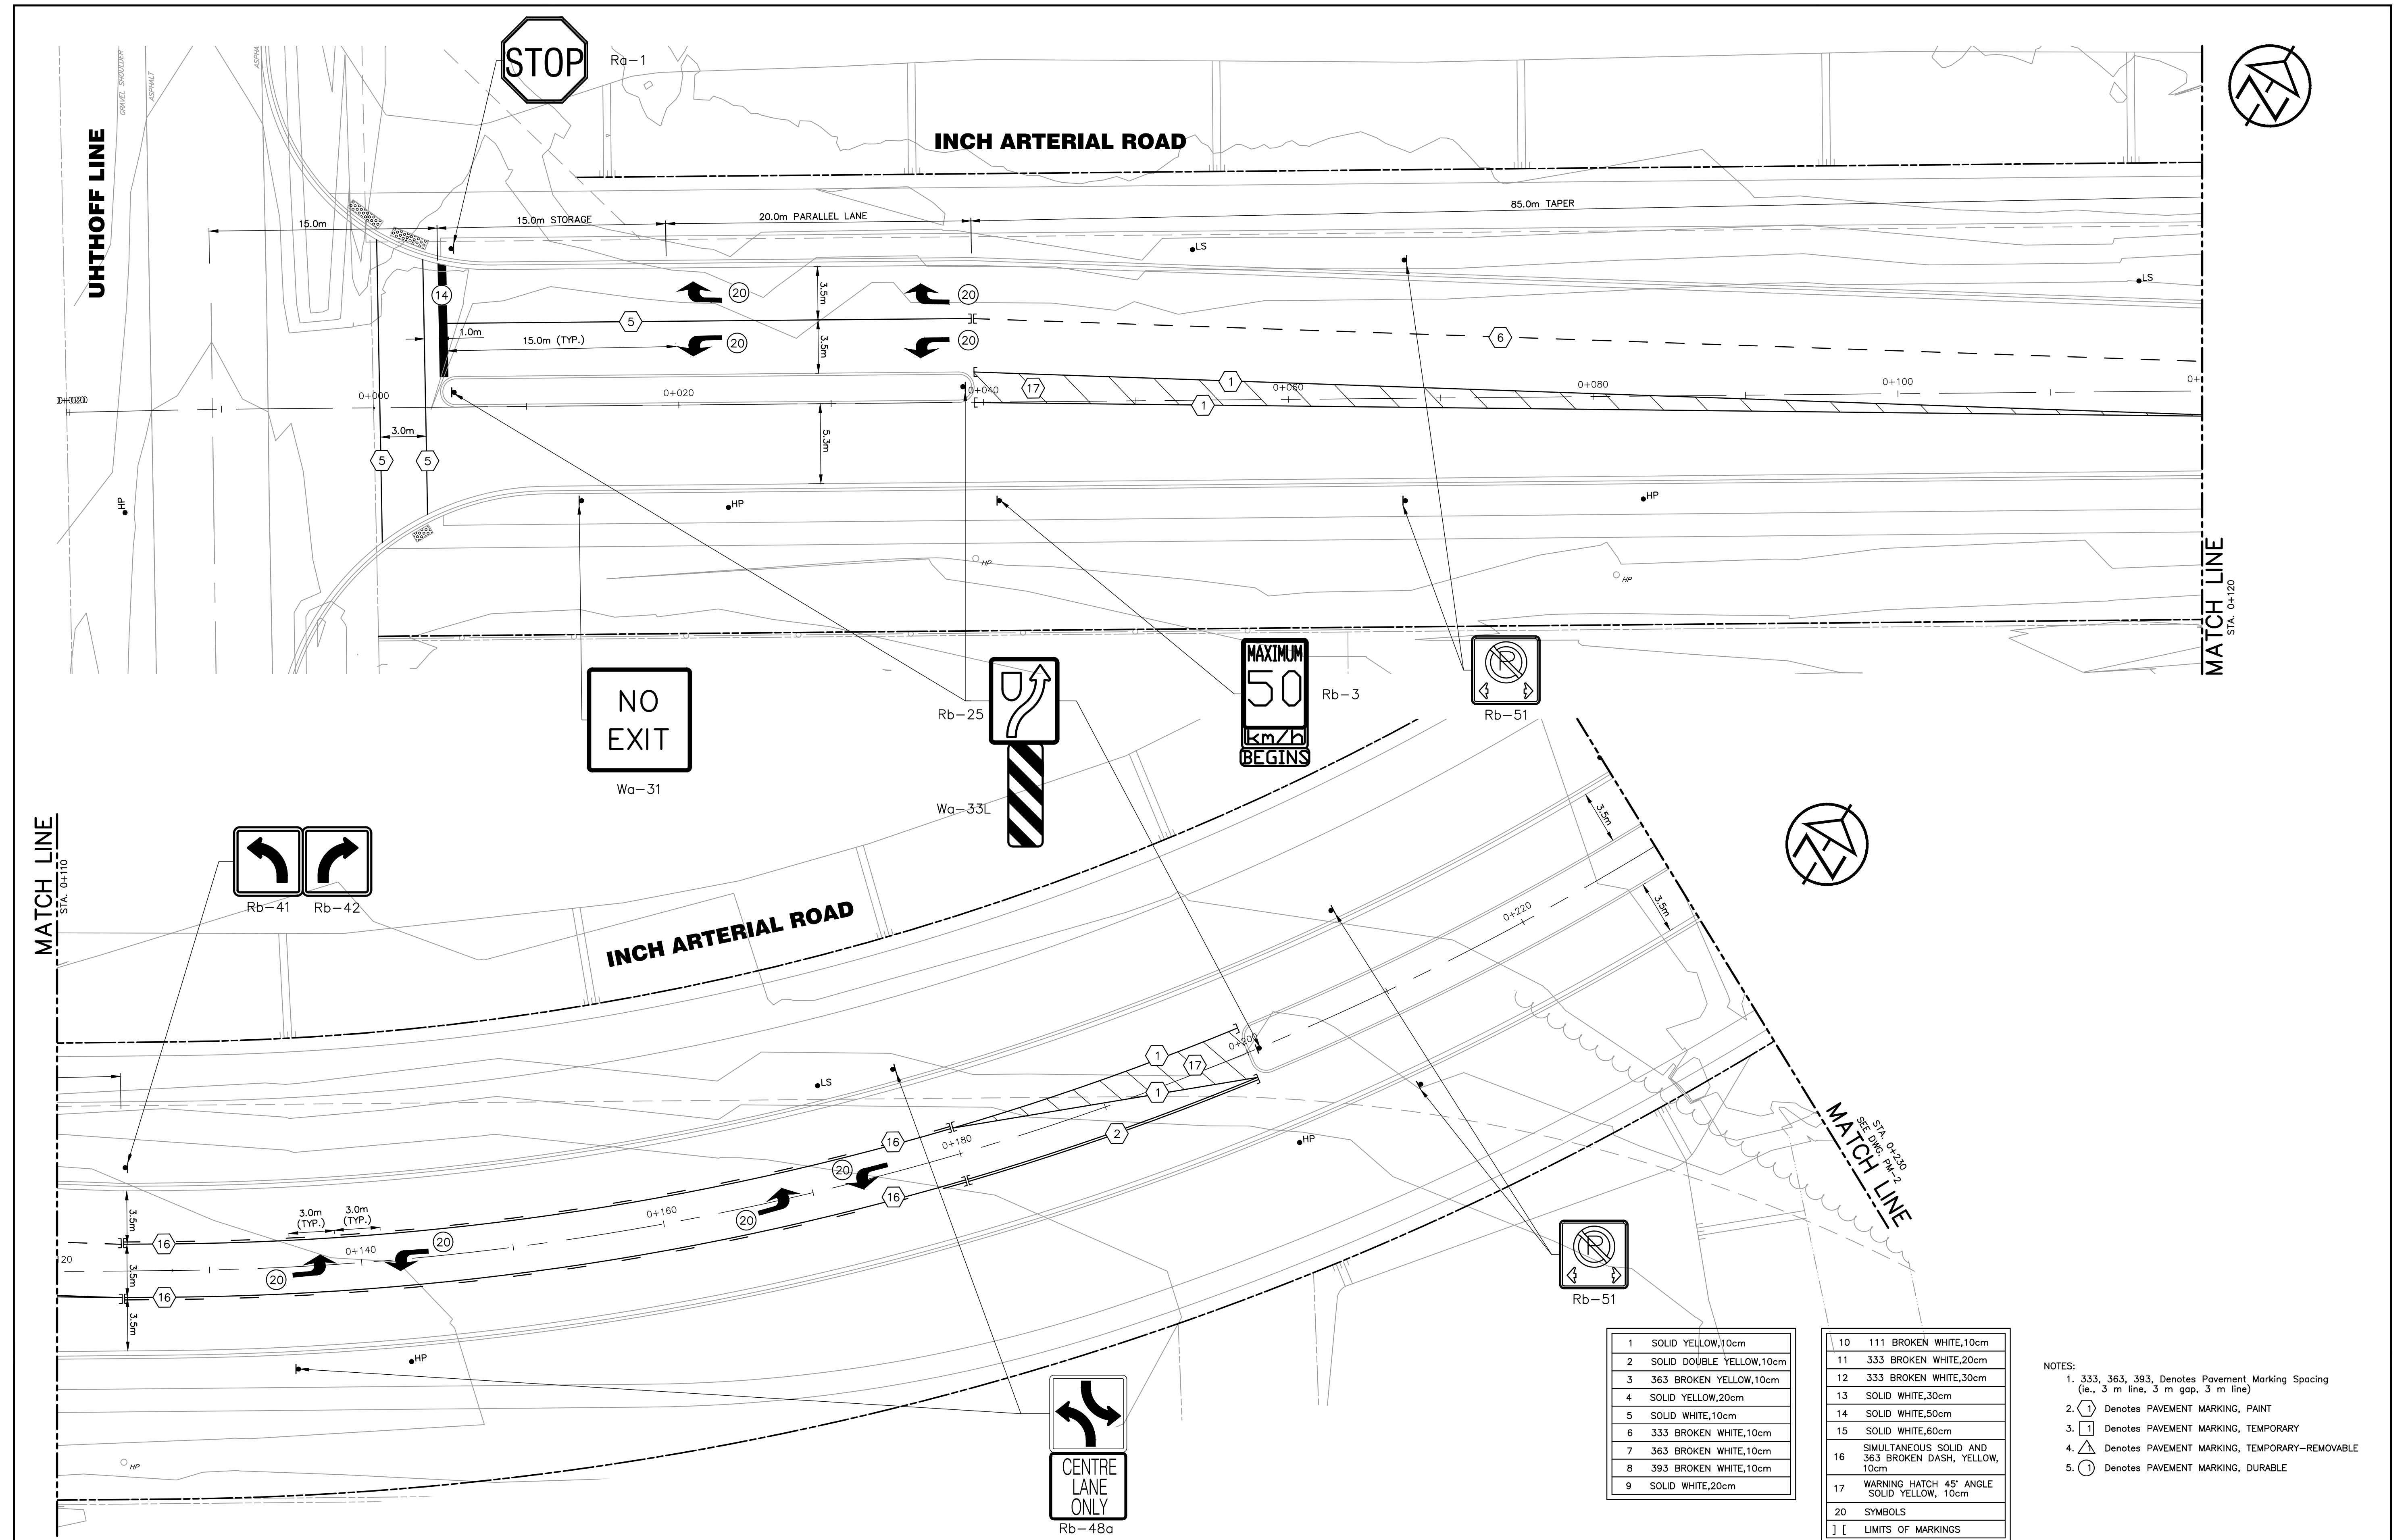 STOP
Ra-1
UHTHOFF LINE
GRAVEL SHOULDER
ASPHALT
ASPHA
INCH ARTERIAL ROAD
15.0m
15.0m STORAGE
20.0m PARALLEL LANE
85.0m TAPER
LS
LS
14
20
20
3.5m
5
6
1.0m
15.0m (TYP.)
20
20
3.5m
0+020
0+000
0+020
0+040
17
1
0+060
0+080
0+100
0+
1
3.0m
5
5
5.3m
HP
HP
HP
HP
HP
MATCH LINE
STA. 0+120
NO
EXIT
Wa-31
Rb-25
Wa-33L
MAXIMUM
50
km/h
BEGINS
Rb-3
P
Rb-51
MATCH LINE
STA. 0+110
Rb-41
Rb-42
INCH ARTERIAL ROAD
3.5m
3.5m
0+220
0+200
1
17
1
2
LS
16
0+180
20
16
HP
0+160
20
3.5m
3.0m
(TYP.)
3.0m
(TYP.)
16
0+140
20
20
20
3.5m
16
3.5m
HP
HP
STA. 0+230
SEE DWG. PM-2
MATCH LINE
P
Rb-51
CENTRE
LANE
ONLY
Rb-48a
1 SOLID YELLOW,10cm
2 SOLID DOUBLE YELLOW,10cm
3 363 BROKEN YELLOW,10cm
4 SOLID YELLOW,20cm
5 SOLID WHITE,10cm
6 333 BROKEN WHITE,10cm
7 363 BROKEN WHITE,10cm
8 393 BROKEN WHITE,10cm
9 SOLID WHITE,20cm
10 111 BROKEN WHITE,10cm
11 333 BROKEN WHITE,20cm
12 333 BROKEN WHITE,30cm
13 SOLID WHITE,30cm
14 SOLID WHITE,50cm
15 SOLID WHITE,60cm
16 SIMULTANEOUS SOLID AND
363 BROKEN DASH, YELLOW,
10cm
17 WARNING HATCH 45° ANGLE
SOLID YELLOW, 10cm
20 SYMBOLS
] [ LIMITS OF MARKINGS
NOTES:
1. 333, 363, 393, Denotes Pavement Marking Spacing
(ie., 3 m line, 3 m gap, 3 m line)
2. 1 Denotes PAVEMENT MARKING, PAINT
3. 1 Denotes PAVEMENT MARKING, TEMPORARY
4. 1 Denotes PAVEMENT MARKING, TEMPORARY-REMOVABLE
5. 1 Denotes PAVEMENT MARKING, DURABLE